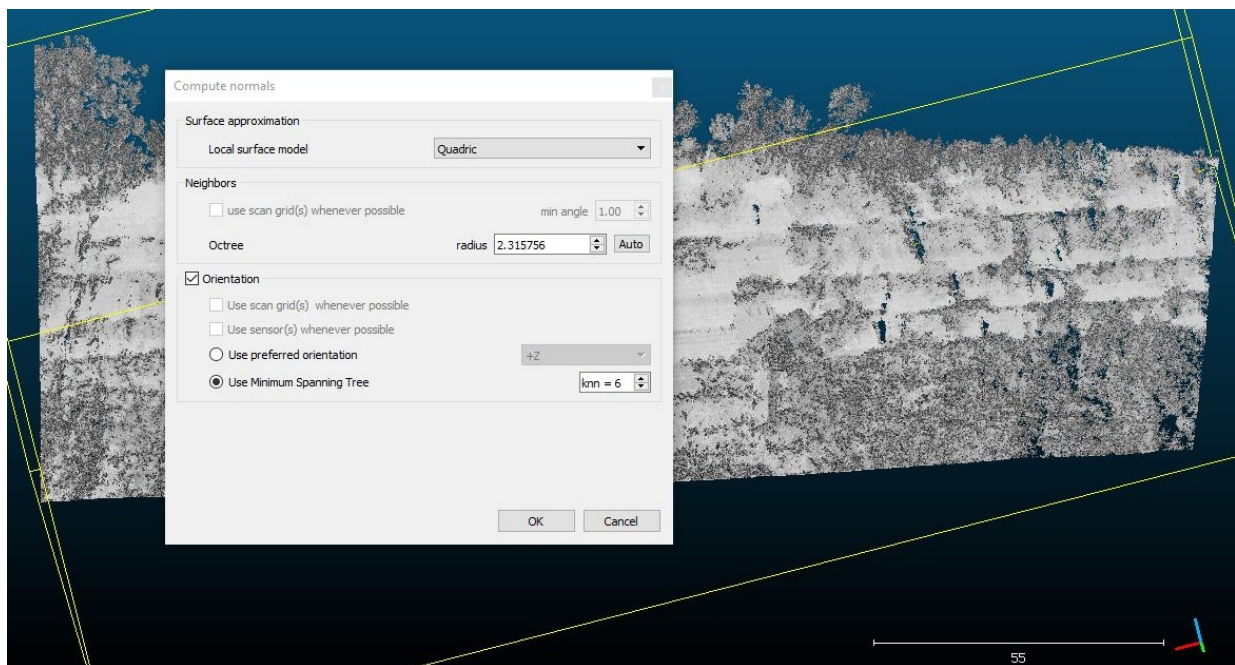 Compute normals
Surface approximation
Local surface model Quadric
Neighbors
use scan grid(s) whenever possible min angle 1.00
Octree radius 2.315756 Auto
Orientation
Use scan grid(s) whenever possible
Use sensor(s) whenever possible
Use preferred orientation +Z
Use Minimum Spanning Tree knn = 6
OK Cancel
55